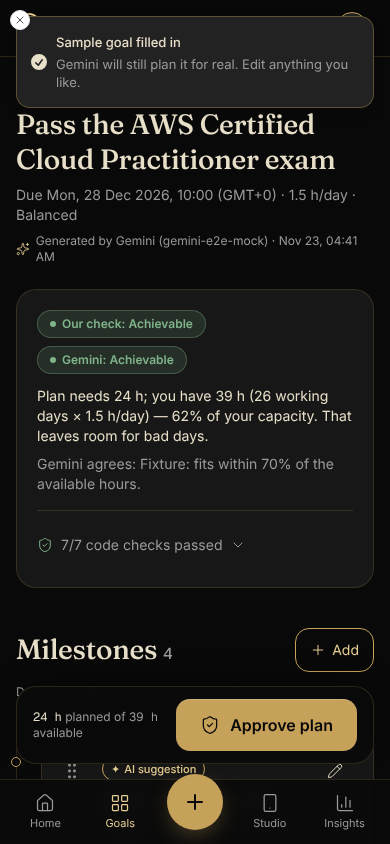 Sample goal filled in
Gemini will still plan it for real. Edit anything you
like.
Pass the AWS Certified
Cloud Practitioner exam
Due Mon, 28 Dec 2026, 10:00 (GMT+0) · 1.5 h/day ·
Balanced
Generated by Gemini (gemini-e2e-mock) · Nov 23, 04:41
AM
Our check: Achievable
Gemini: Achievable
Plan needs 24 h; you have 39 h (26 working
days × 1.5 h/day) — 62% of your capacity. That
leaves room for bad days.
Gemini agrees: Fixture: fits within 70% of the
available hours.
7/7 code checks passed
Milestones 4
Add
24 h planned of 39 h
available
Approve plan
AI suggestion
Home
Goals
Studio
Insights